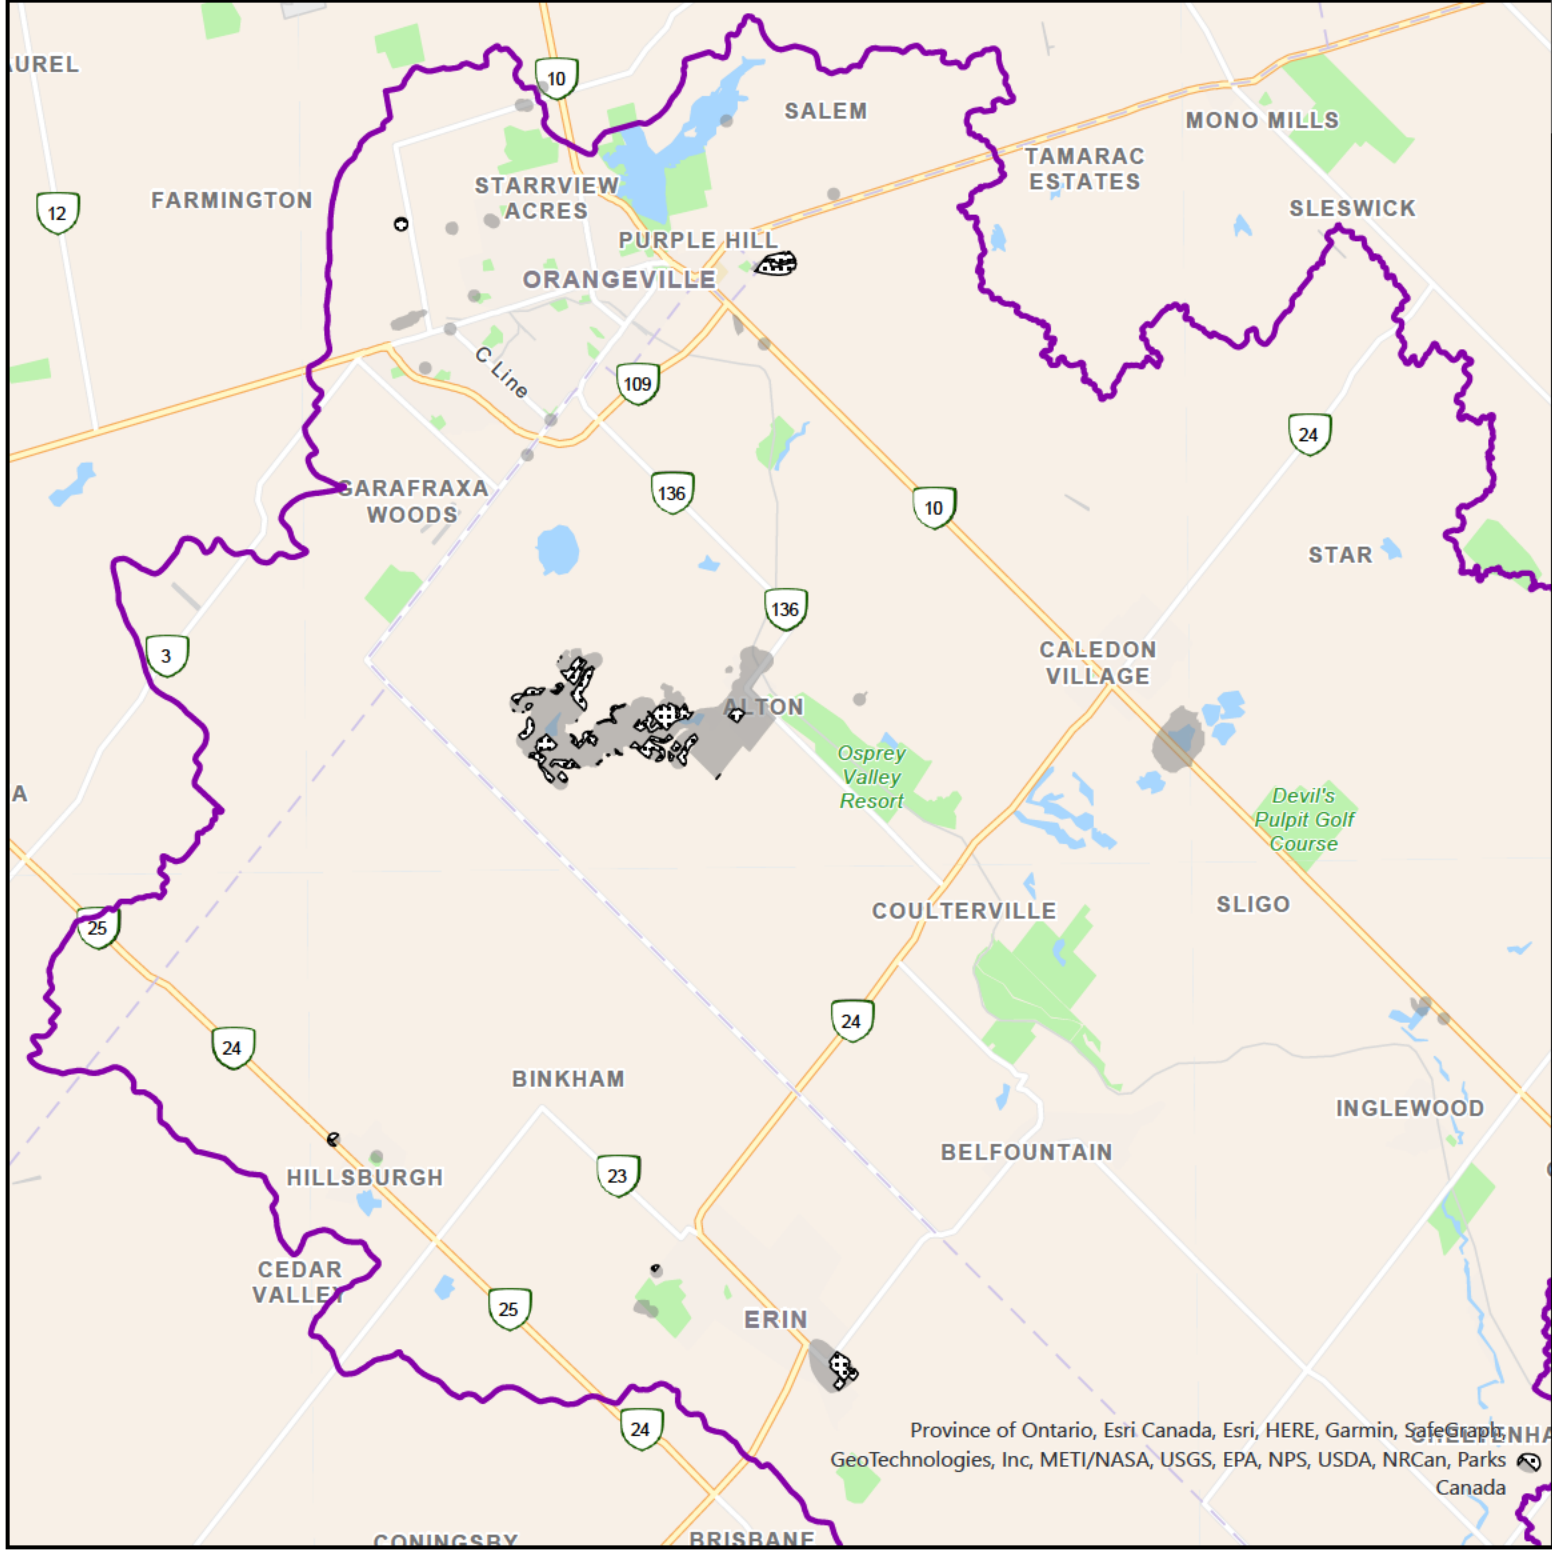 AUREL
10
SALEM
MONO MILLS
TAMARAC
ESTATES
12
FARMINGTON
STARRVIEW
ACRES
SLESWICK
PURPLE HILL
ORANGEVILLE
C Line
109
24
GARAFRAXA
WOODS
136
10
STAR
136
3
CALEDON
VILLAGE
ALTON
Osprey
Valley
Resort
A
Devil's
Pulpit Golf
Course
COULTERVILLE
SLIGO
25
24
24
BINKHAM
INGLEWOOD
BELFOUNTAIN
23
HILLSBURGH
CEDAR
VALLEY
25
ERIN
24
Province of Ontario, Esri Canada, Esri, HERE, Garmin, SafeGraph,
GeoTechnologies, Inc, METI/NASA, USGS, EPA, NPS, USDA, NRCan, Parks
Canada
CONINGSBY
BRISBANE